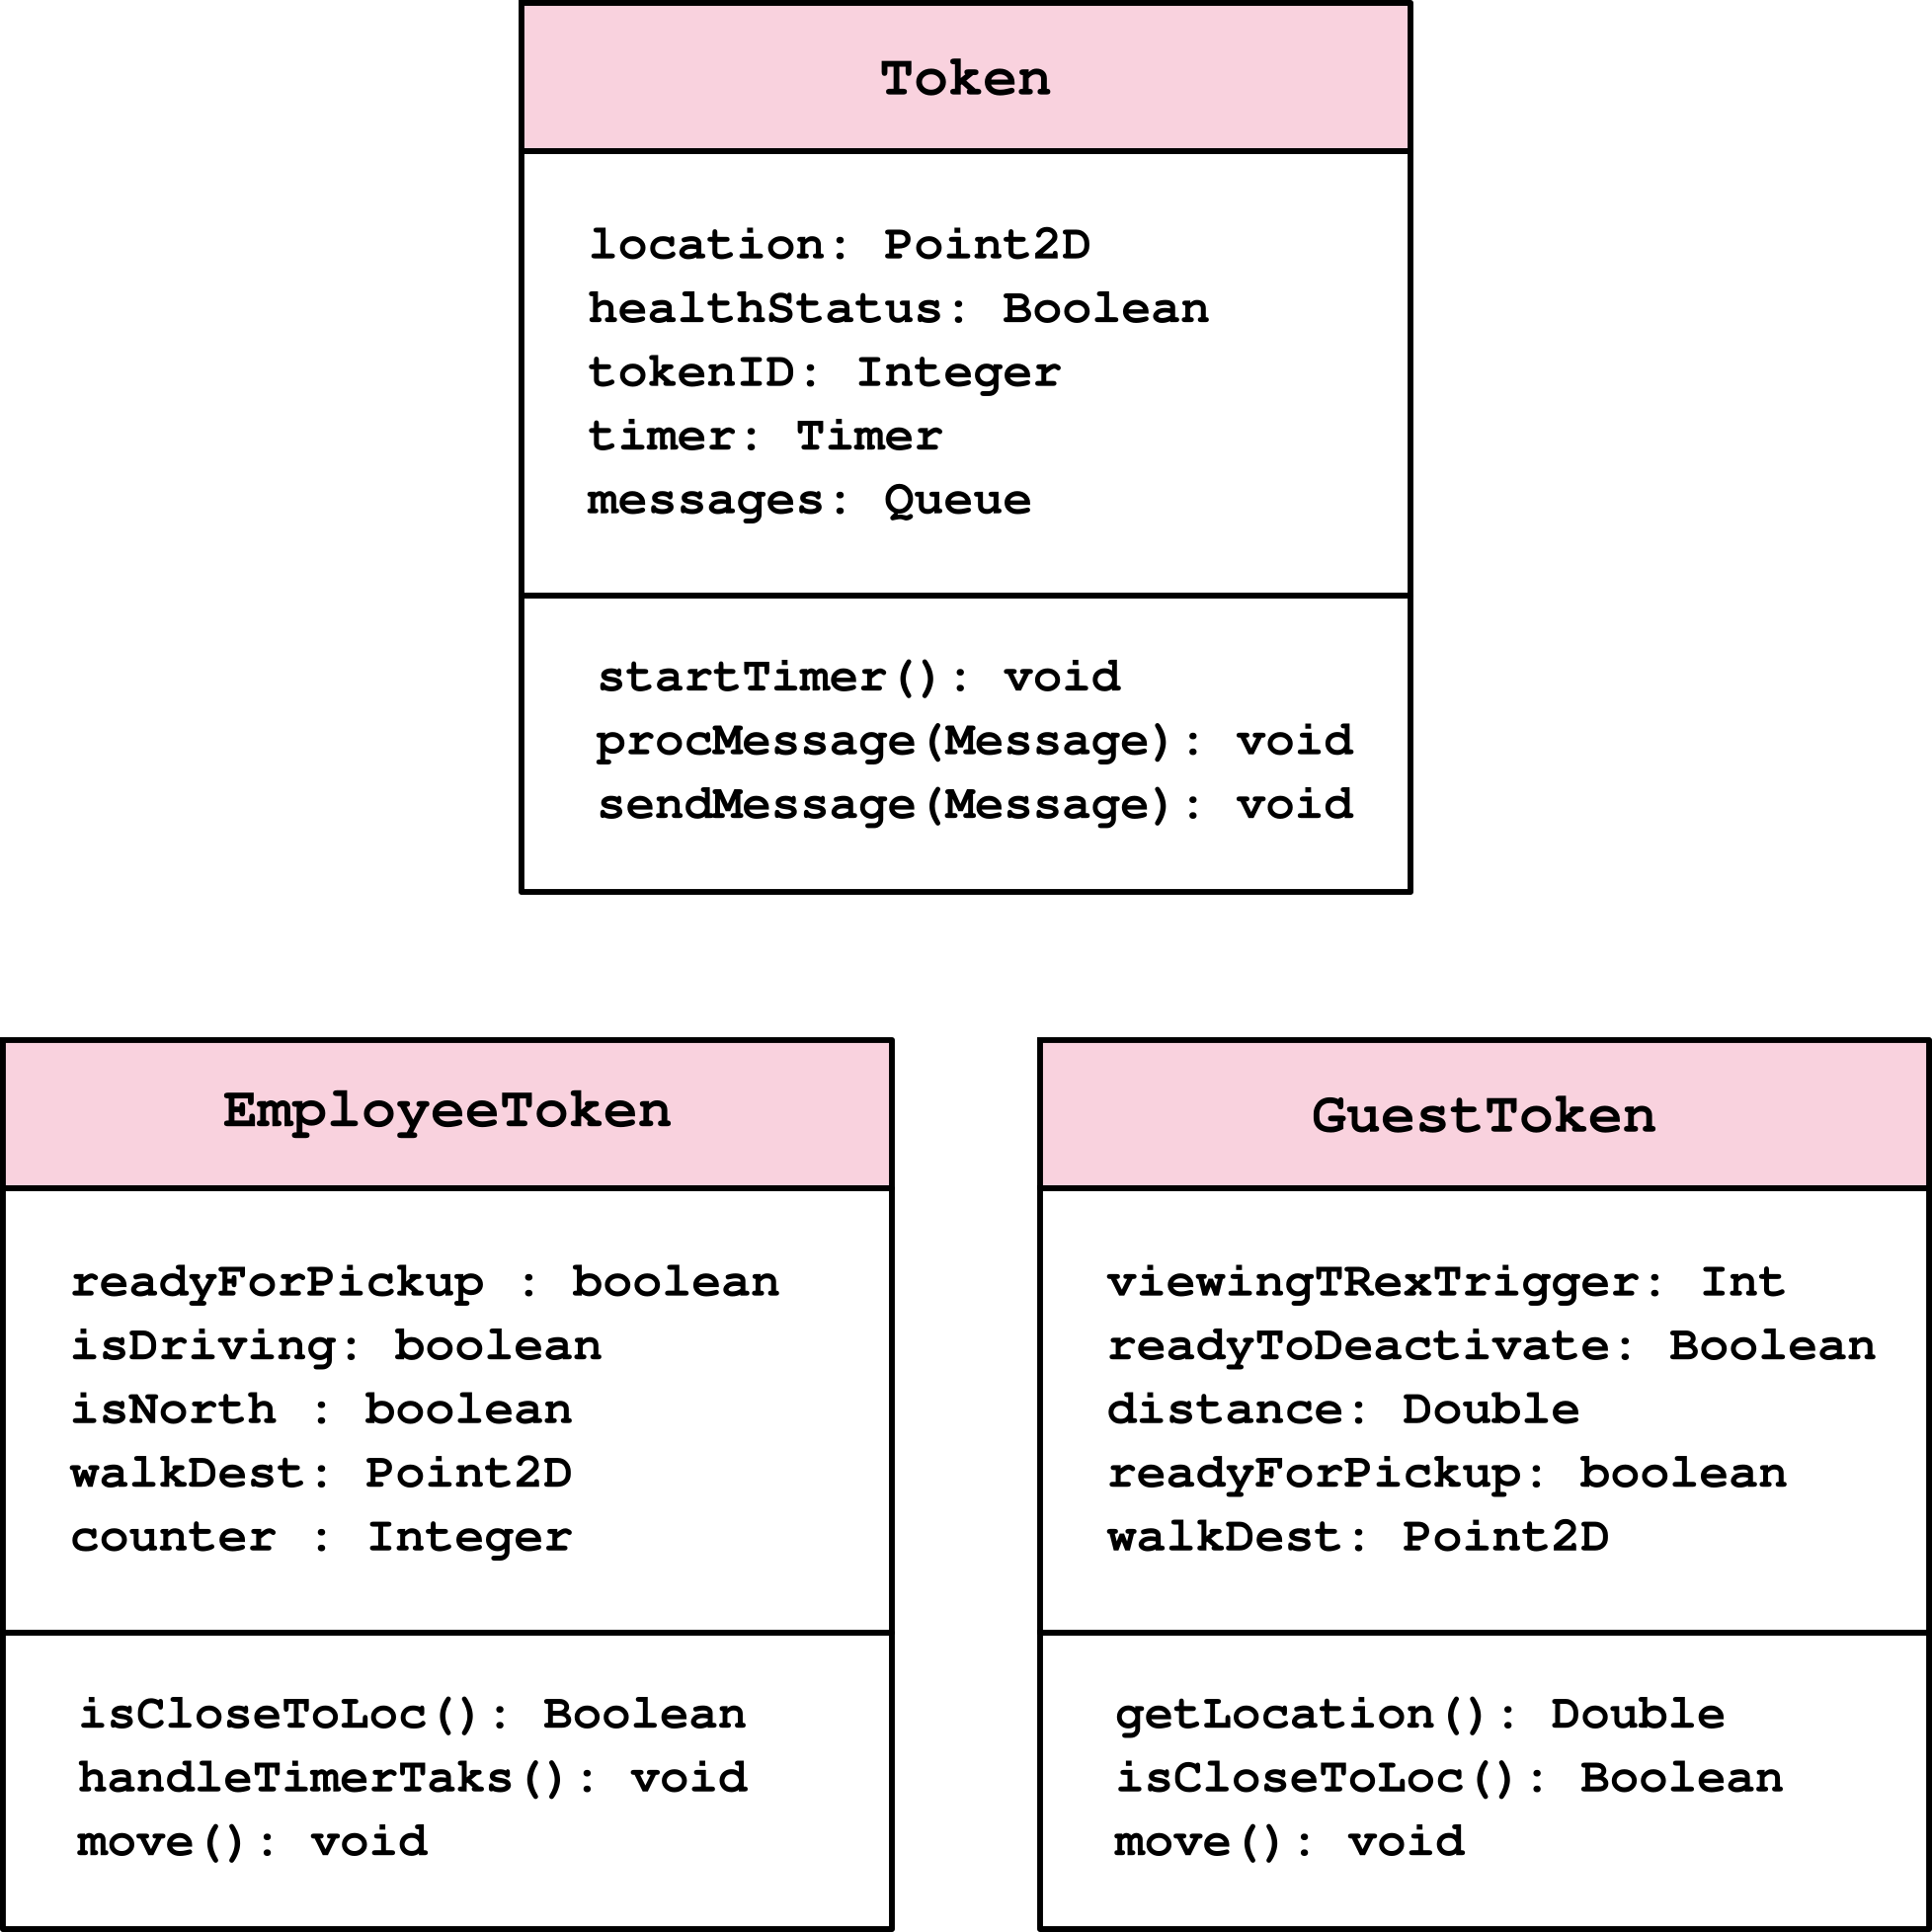 Token
location: Point2D
healthStatus: Boolean
tokenID: Integer
timer: Timer
messages: Queue
startTimer(): void
procMessage(Message): void
sendMessage(Message): void
EmployeeToken
readyForPickup : boolean
isDriving: boolean
isNorth : boolean
walkDest: Point2D
counter : Integer
isCloseToLoc(): Boolean
handleTimerTaks(): void
move(): void
GuestToken
viewingTRexTrigger: Int
readyToDeactivate: Boolean
distance: Double
readyForPickup: boolean
walkDest: Point2D
getLocation(): Double
isCloseToLoc(): Boolean
move(): void